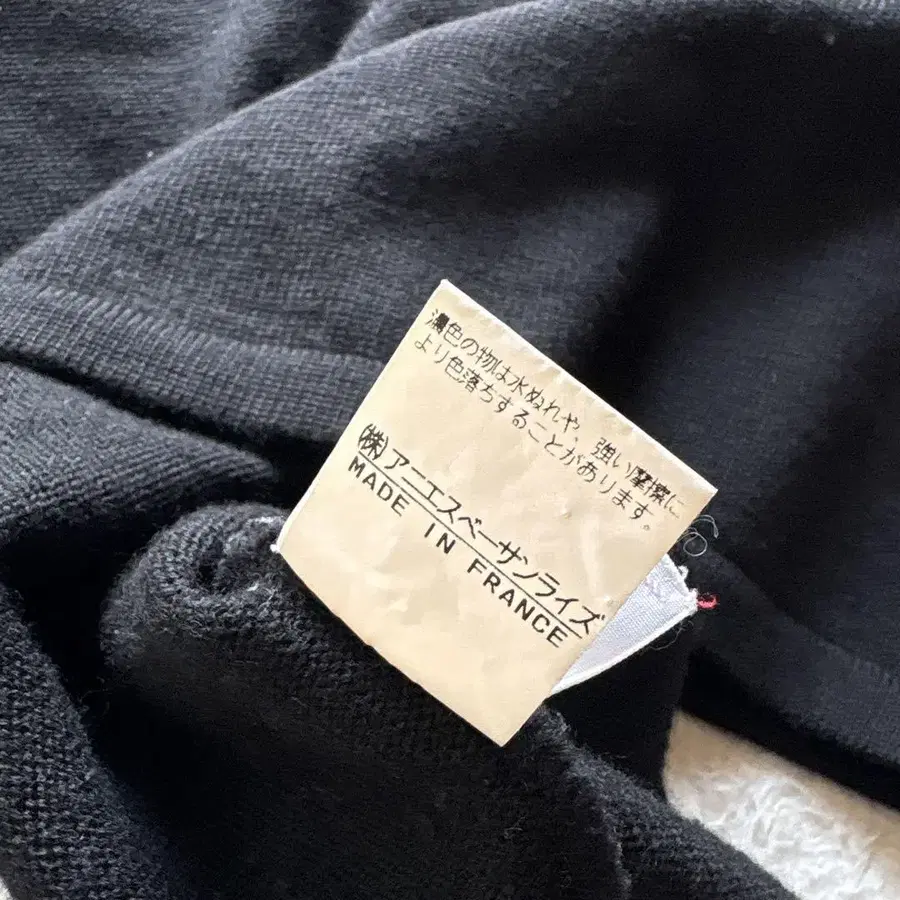 濃色の物は水ぬれや、強い摩擦に
より色落ちすることがあります。
(株)アニエスベーサンライズ
MADE IN FRANCE